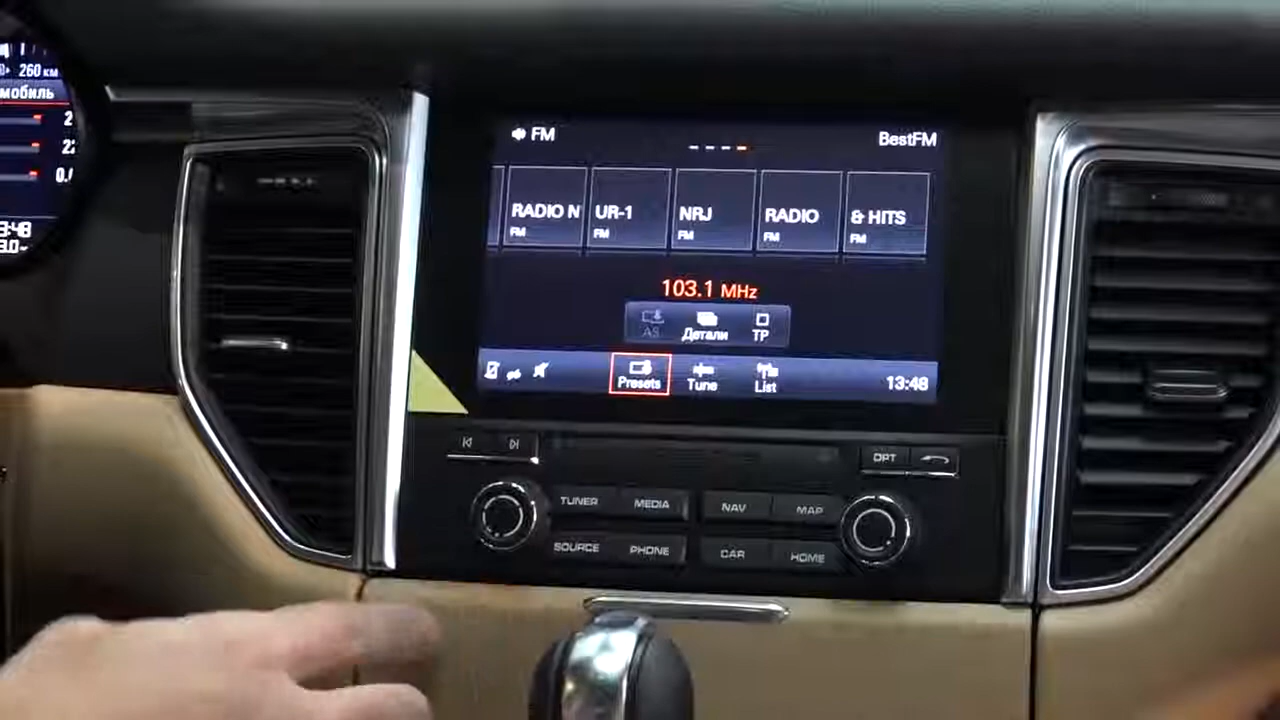 260 км
мобиль
FM
BestFM
RADIO N
FM
UR-1
FM
NRJ
FM
RADIO
FM
& HITS
FM
103.1 MHz
AS
Детали
TP
Presets
Tune
List
13:48
OPT
TUNER
MEDIA
NAV
MAP
SOURCE
PHONE
CAR
HOME